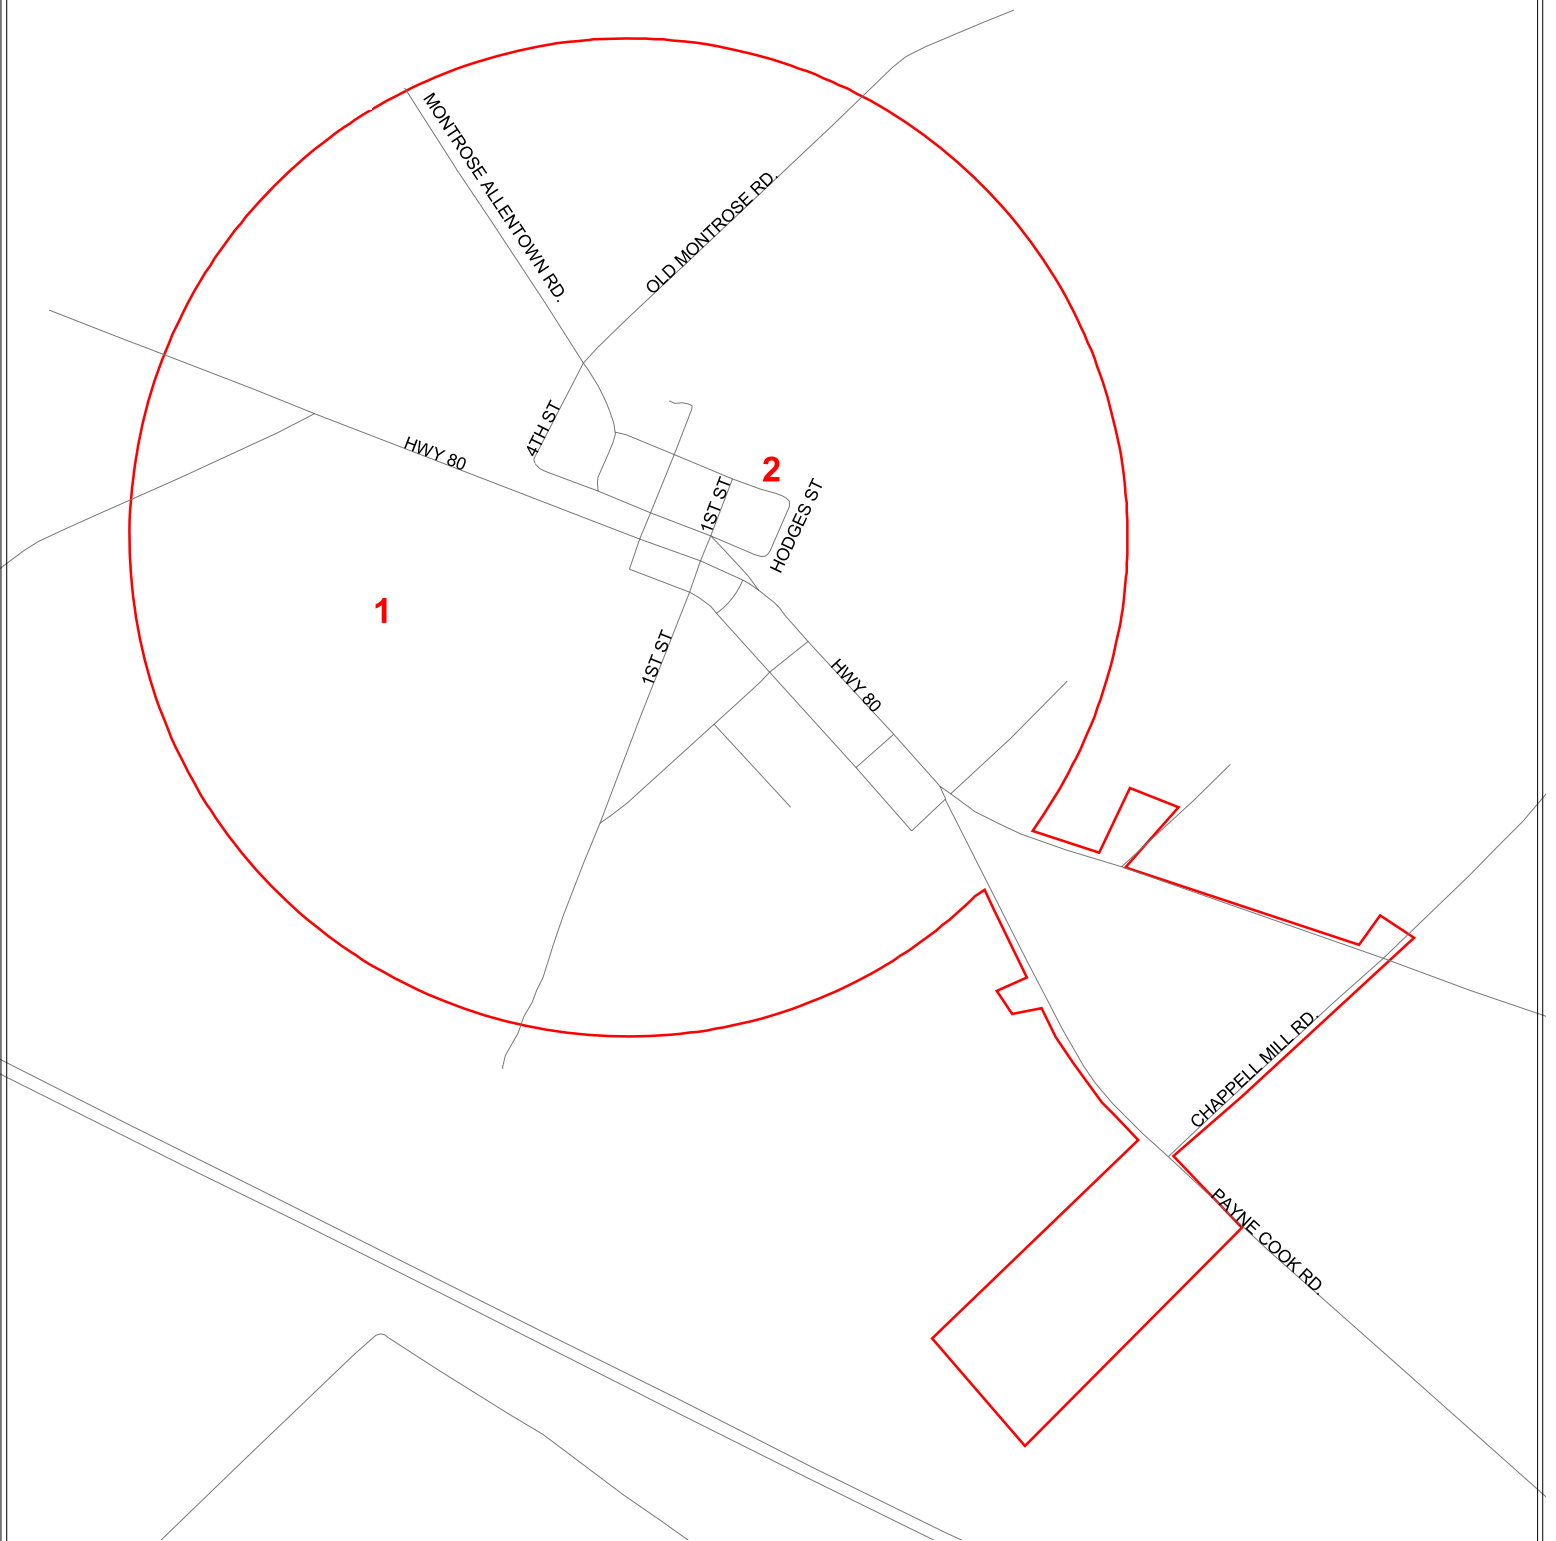 MONTROSE ALLENTOWN RD.
OLD MONTROSE RD.
4TH ST
HWY 80
2
1ST ST
HODGES ST
1
1ST ST
HWY 80
CHAPPELL MILL RD.
PAYNE COOK RD.